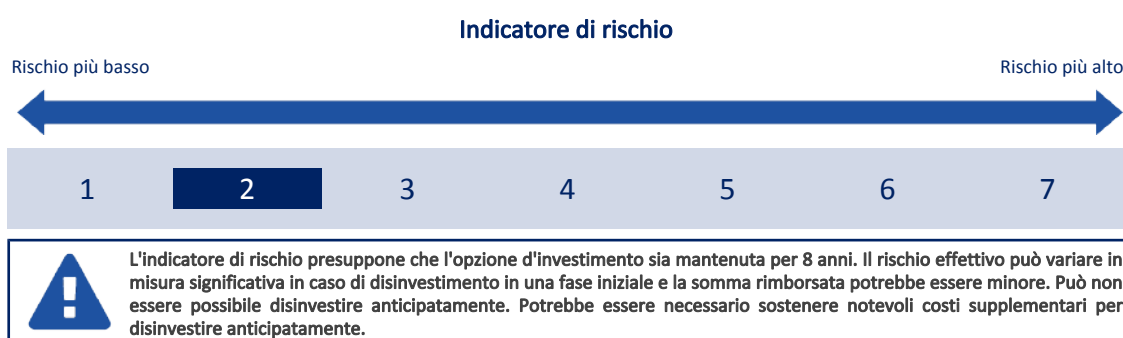 Indicatore di rischio
Rischio più basso
Rischio più alto
1 2 3 4 5 6 7
L'indicatore di rischio presuppone che l'opzione d'investimento sia mantenuta per 8 anni. Il rischio effettivo può variare in
misura significativa in caso di disinvestimento in una fase iniziale e la somma rimborsata potrebbe essere minore. Può non
essere possibile disinvestire anticipatamente. Potrebbe essere necessario sostenere notevoli costi supplementari per
disinvestire anticipatamente.